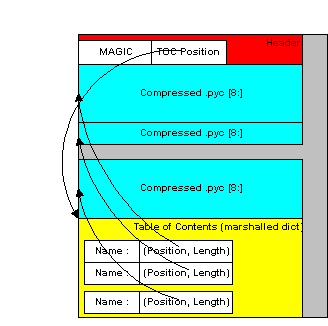 Header
MAGIC TOC Position
Compressed .pyc [8:]
Compressed .pyc [8:]
Compressed .pyc [8:]
Table of Contents (marshalled dict)
Name : (Position, Length)
Name : (Position, Length)
Name : (Position, Length)